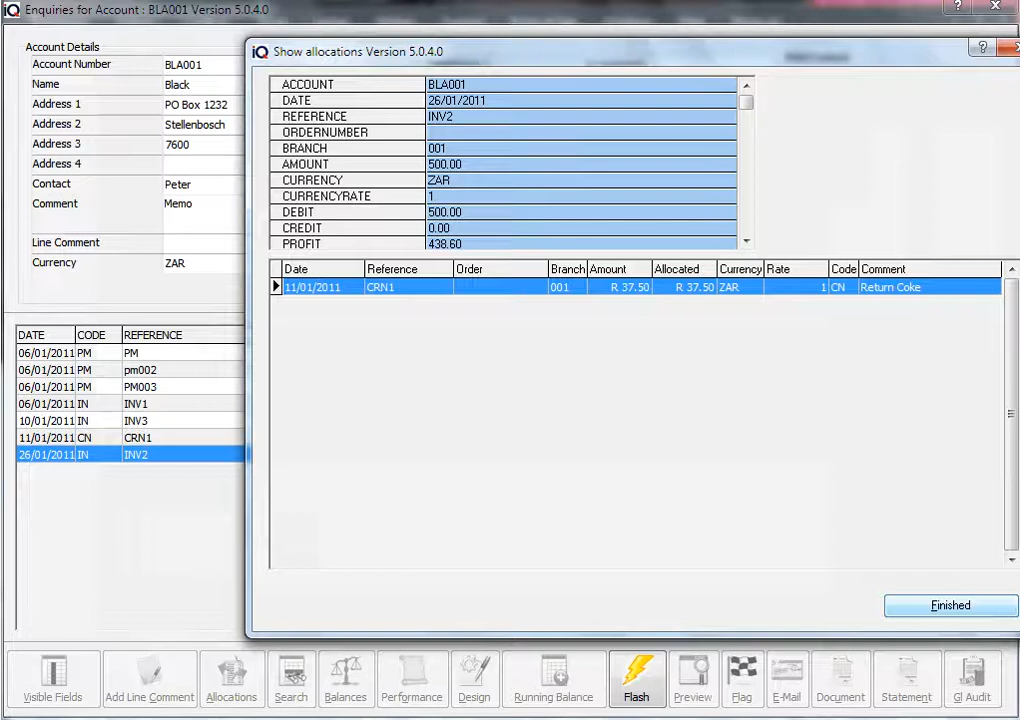 iQ Enquiries for Account : BLA001 Version 5.0.4.0
Account Details
Account Number BLA001
Name Black
Address 1 PO Box 1232
Address 2 Stellenbosch
Address 3 7600
Address 4
Contact Peter
Comment Memo
Line Comment
Currency ZAR
DATE CODE REFERENCE
06/01/2011 PM PM
06/01/2011 PM pm002
06/01/2011 PM PM003
06/01/2011 IN INV1
10/01/2011 IN INV3
11/01/2011 CN CRN1
26/01/2011 IN INV2
iQ Show allocations Version 5.0.4.0
ACCOUNT BLA001
DATE 26/01/2011
REFERENCE INV2
ORDERNUMBER
BRANCH 001
AMOUNT 500.00
CURRENCY ZAR
CURRENCYRATE 1
DEBIT 500.00
CREDIT 0.00
PROFIT 438.60
Date Reference Order Branch Amount Allocated Currency Rate Code Comment
11/01/2011 CRN1 001 R 37.50 R 37.50 ZAR 1 CN Return Coke
Finished
Visible Fields Add Line Comment Allocations Search Balances Performance Design Running Balance Flash Preview Flag E-Mail Document Statement Gl Audit